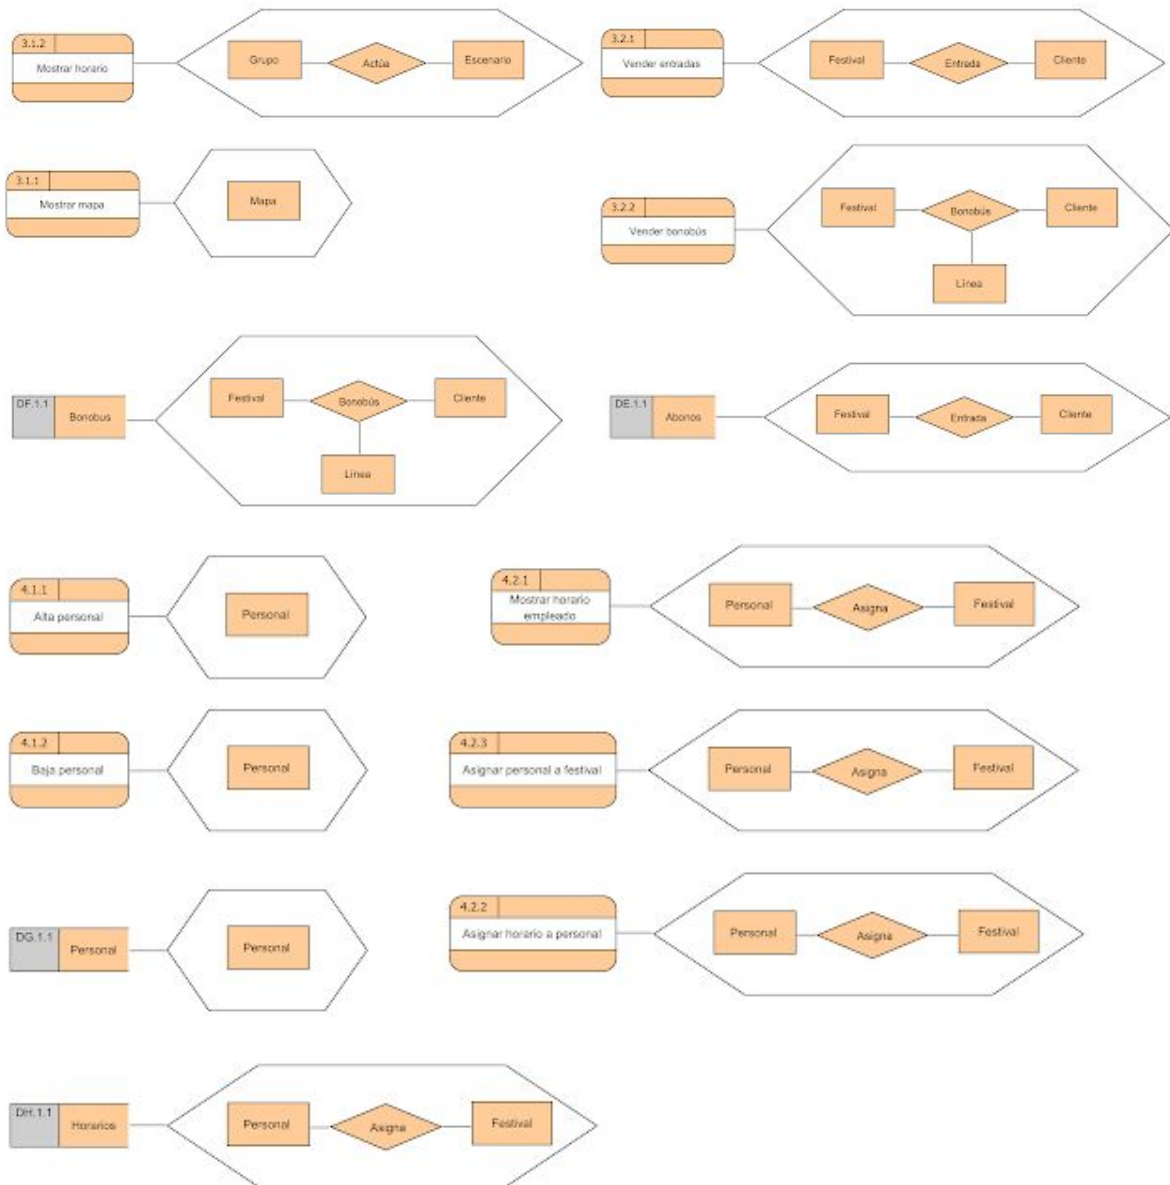 3.1.2
Mostrar horario
Grupo
Actúa
Escenario
3.2.1
Vender entradas
Festival
Entrada
Cliente
3.1.1
Mostrar mapa
Mapa
3.2.2
Vender bonobús
Festival
Bonobús
Cliente
Línea
DF.1.1
Bonobus
Festival
Bonobús
Cliente
Línea
DE.1.1
Abonos
Festival
Entrada
Cliente
4.1.1
Alta personal
Personal
4.2.1
Mostrar horario
empleado
Personal
Asigna
Festival
4.1.2
Baja personal
Personal
4.2.3
Asignar personal a festival
Personal
Asigna
Festival
DG.1.1
Personal
Personal
4.2.2
Asignar horario a personal
Personal
Asigna
Festival
DH.1.1
Horarios
Personal
Asigna
Festival